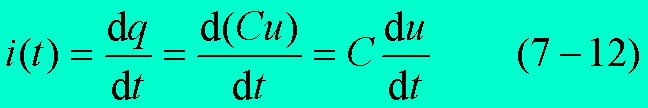 i(t) = dq/dt = d(Cu)/dt = C du/dt (7−12)